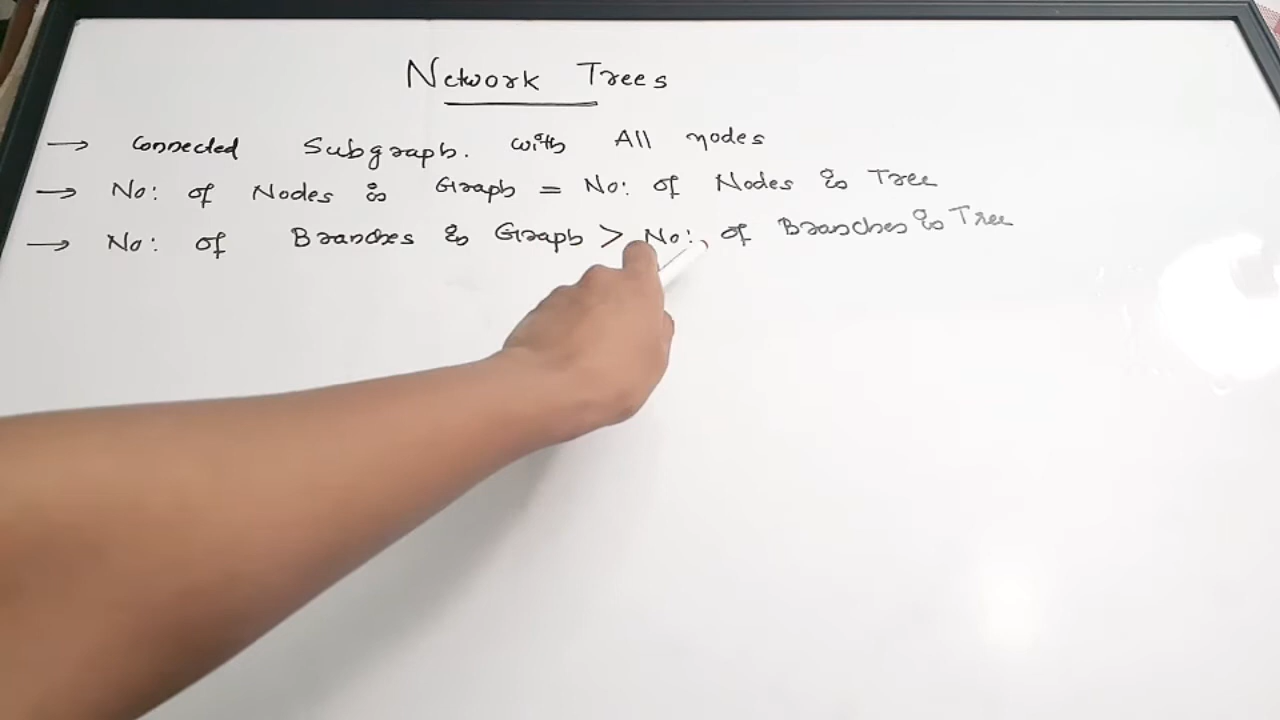 Network Trees
→ Connected Subgraph. with All nodes
→ No: of Nodes in Graph = No: of Nodes in Tree
→ No: of Branches in Graph > No: of Branches in Tree